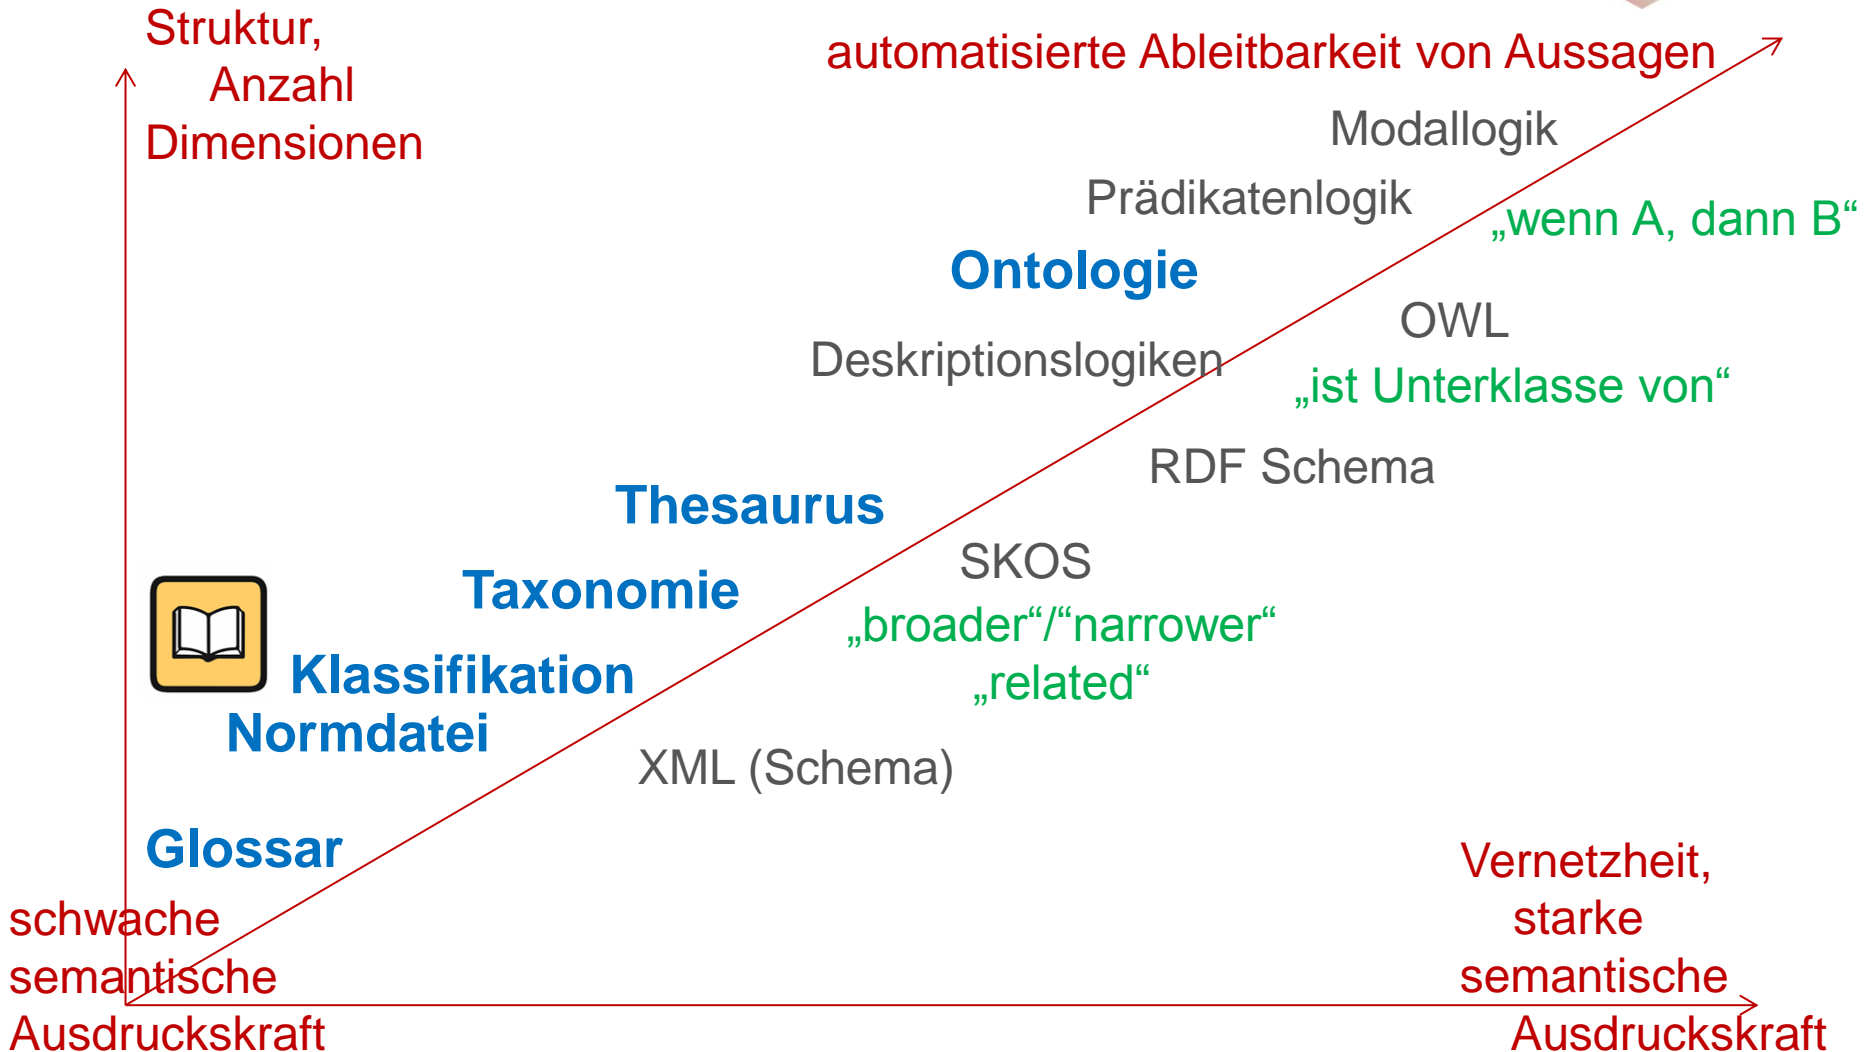 Struktur,
Anzahl
Dimensionen
automatisierte Ableitbarkeit von Aussagen
Modallogik
Prädikatenlogik
„wenn A, dann B“
Ontologie
OWL
Deskriptionslogiken
„ist Unterklasse von“
RDF Schema
Thesaurus
SKOS
Taxonomie
„broader“/“narrower“
Klassifikation
„related“
Normdatei
XML (Schema)
Glossar
Vernetzheit,
starke
semantische
Ausdruckskraft
schwache
semantische
Ausdruckskraft